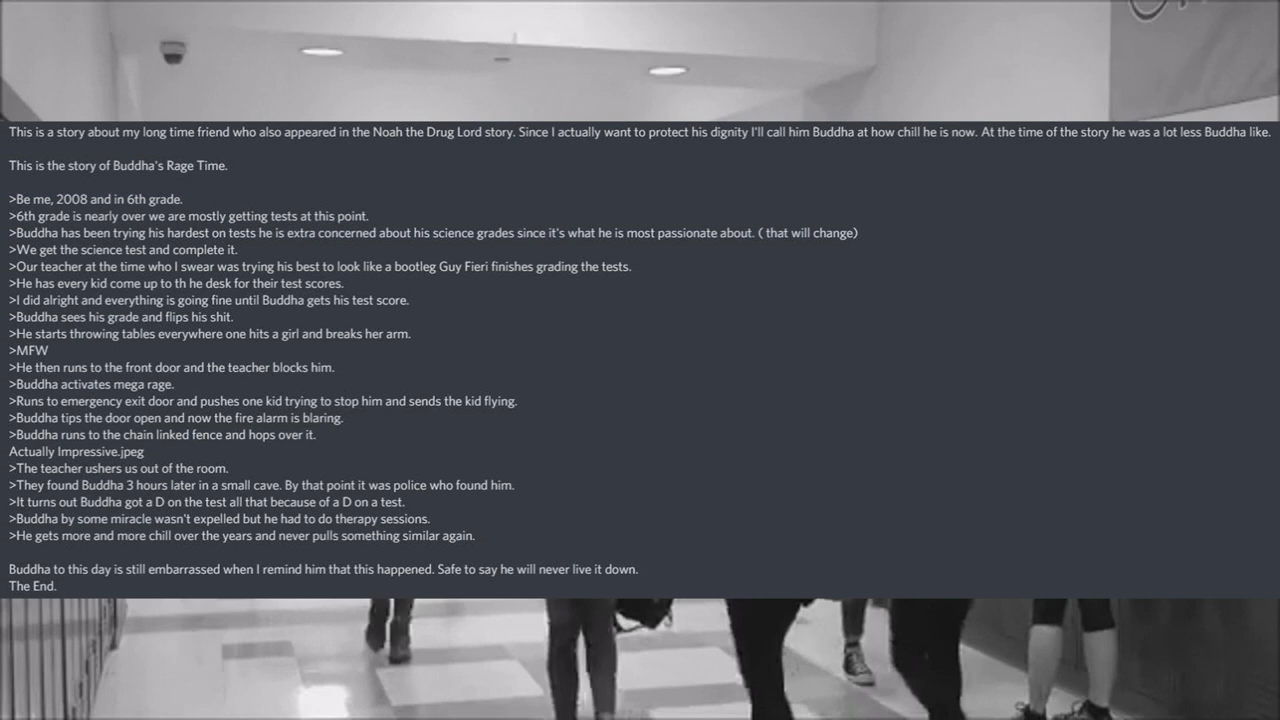 This is a story about my long time friend who also appeared in the Noah the Drug Lord story. Since I actually want to protect his dignity I'll call him Buddha at how chill he is now. At the time of the story he was a lot less Buddha like.
This is the story of Buddha's Rage Time.
>Be me, 2008 and in 6th grade.
>6th grade is nearly over we are mostly getting tests at this point.
>Buddha has been trying his hardest on tests he is extra concerned about his science grades since it's what he is most passionate about. ( that will change)
>We get the science test and complete it.
>Our teacher at the time who I swear was trying his best to look like a bootleg Guy Fieri finishes grading the tests.
>He has every kid come up to th he desk for their test scores.
>I did alright and everything is going fine until Buddha gets his test score.
>Buddha sees his grade and flips his shit.
>He starts throwing tables everywhere one hits a girl and breaks her arm.
>MFW
>He then runs to the front door and the teacher blocks him.
>Buddha activates mega rage.
>Runs to emergency exit door and pushes one kid trying to stop him and sends the kid flying.
>Buddha tips the door open and now the fire alarm is blaring.
>Buddha runs to the chain linked fence and hops over it.
Actually Impressive.jpeg
>The teacher ushers us out of the room.
>They found Buddha 3 hours later in a small cave. By that point it was police who found him.
>It turns out Buddha got a D on the test all that because of a D on a test.
>Buddha by some miracle wasn't expelled but he had to do therapy sessions.
>He gets more and more chill over the years and never pulls something similar again.
Buddha to this day is still embarrassed when I remind him that this happened. Safe to say he will never live it down.
The End.